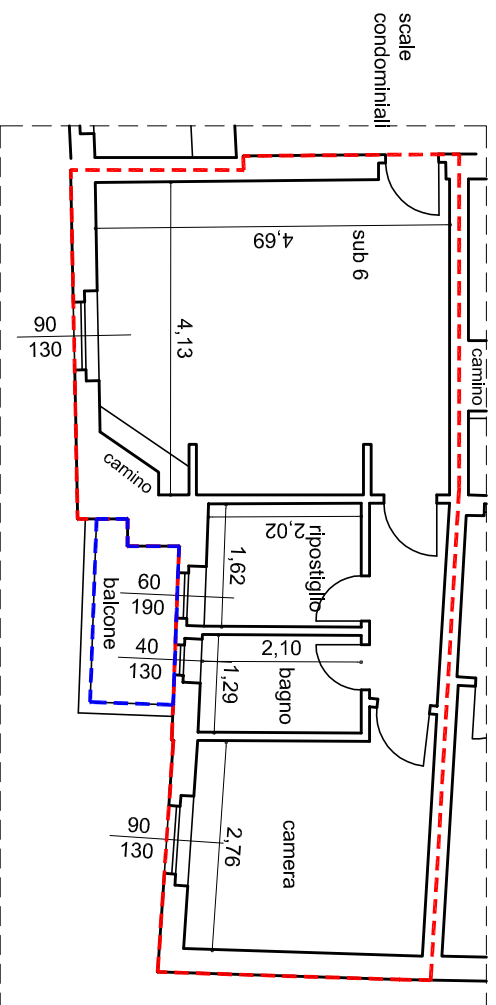 scale
condominiali
sub 6
4,69
4,13
90
130
camino
camino
ripostiglio
2,02
1,62
60
190
balcone
40
130
2,10
1,29
bagno
camera
90
130
2,76